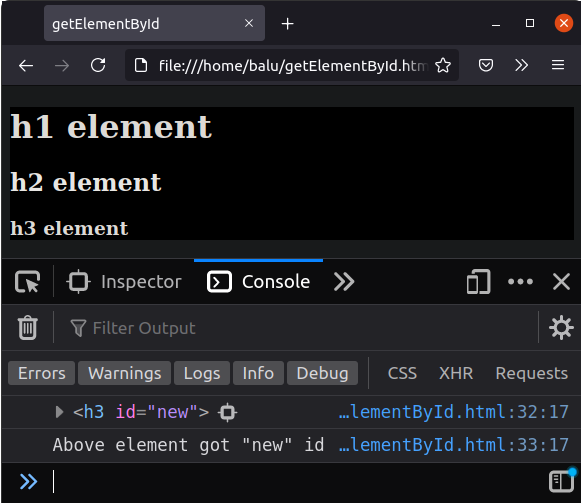 getElementById
file:///home/balu/getElementById.htm
h1 element
h2 element
h3 element
Inspector
Console
Filter Output
Errors Warnings Logs Info Debug CSS XHR Requests
<h3 id="new"> …lementById.html:32:17
Above element got "new" id …lementById.html:33:17